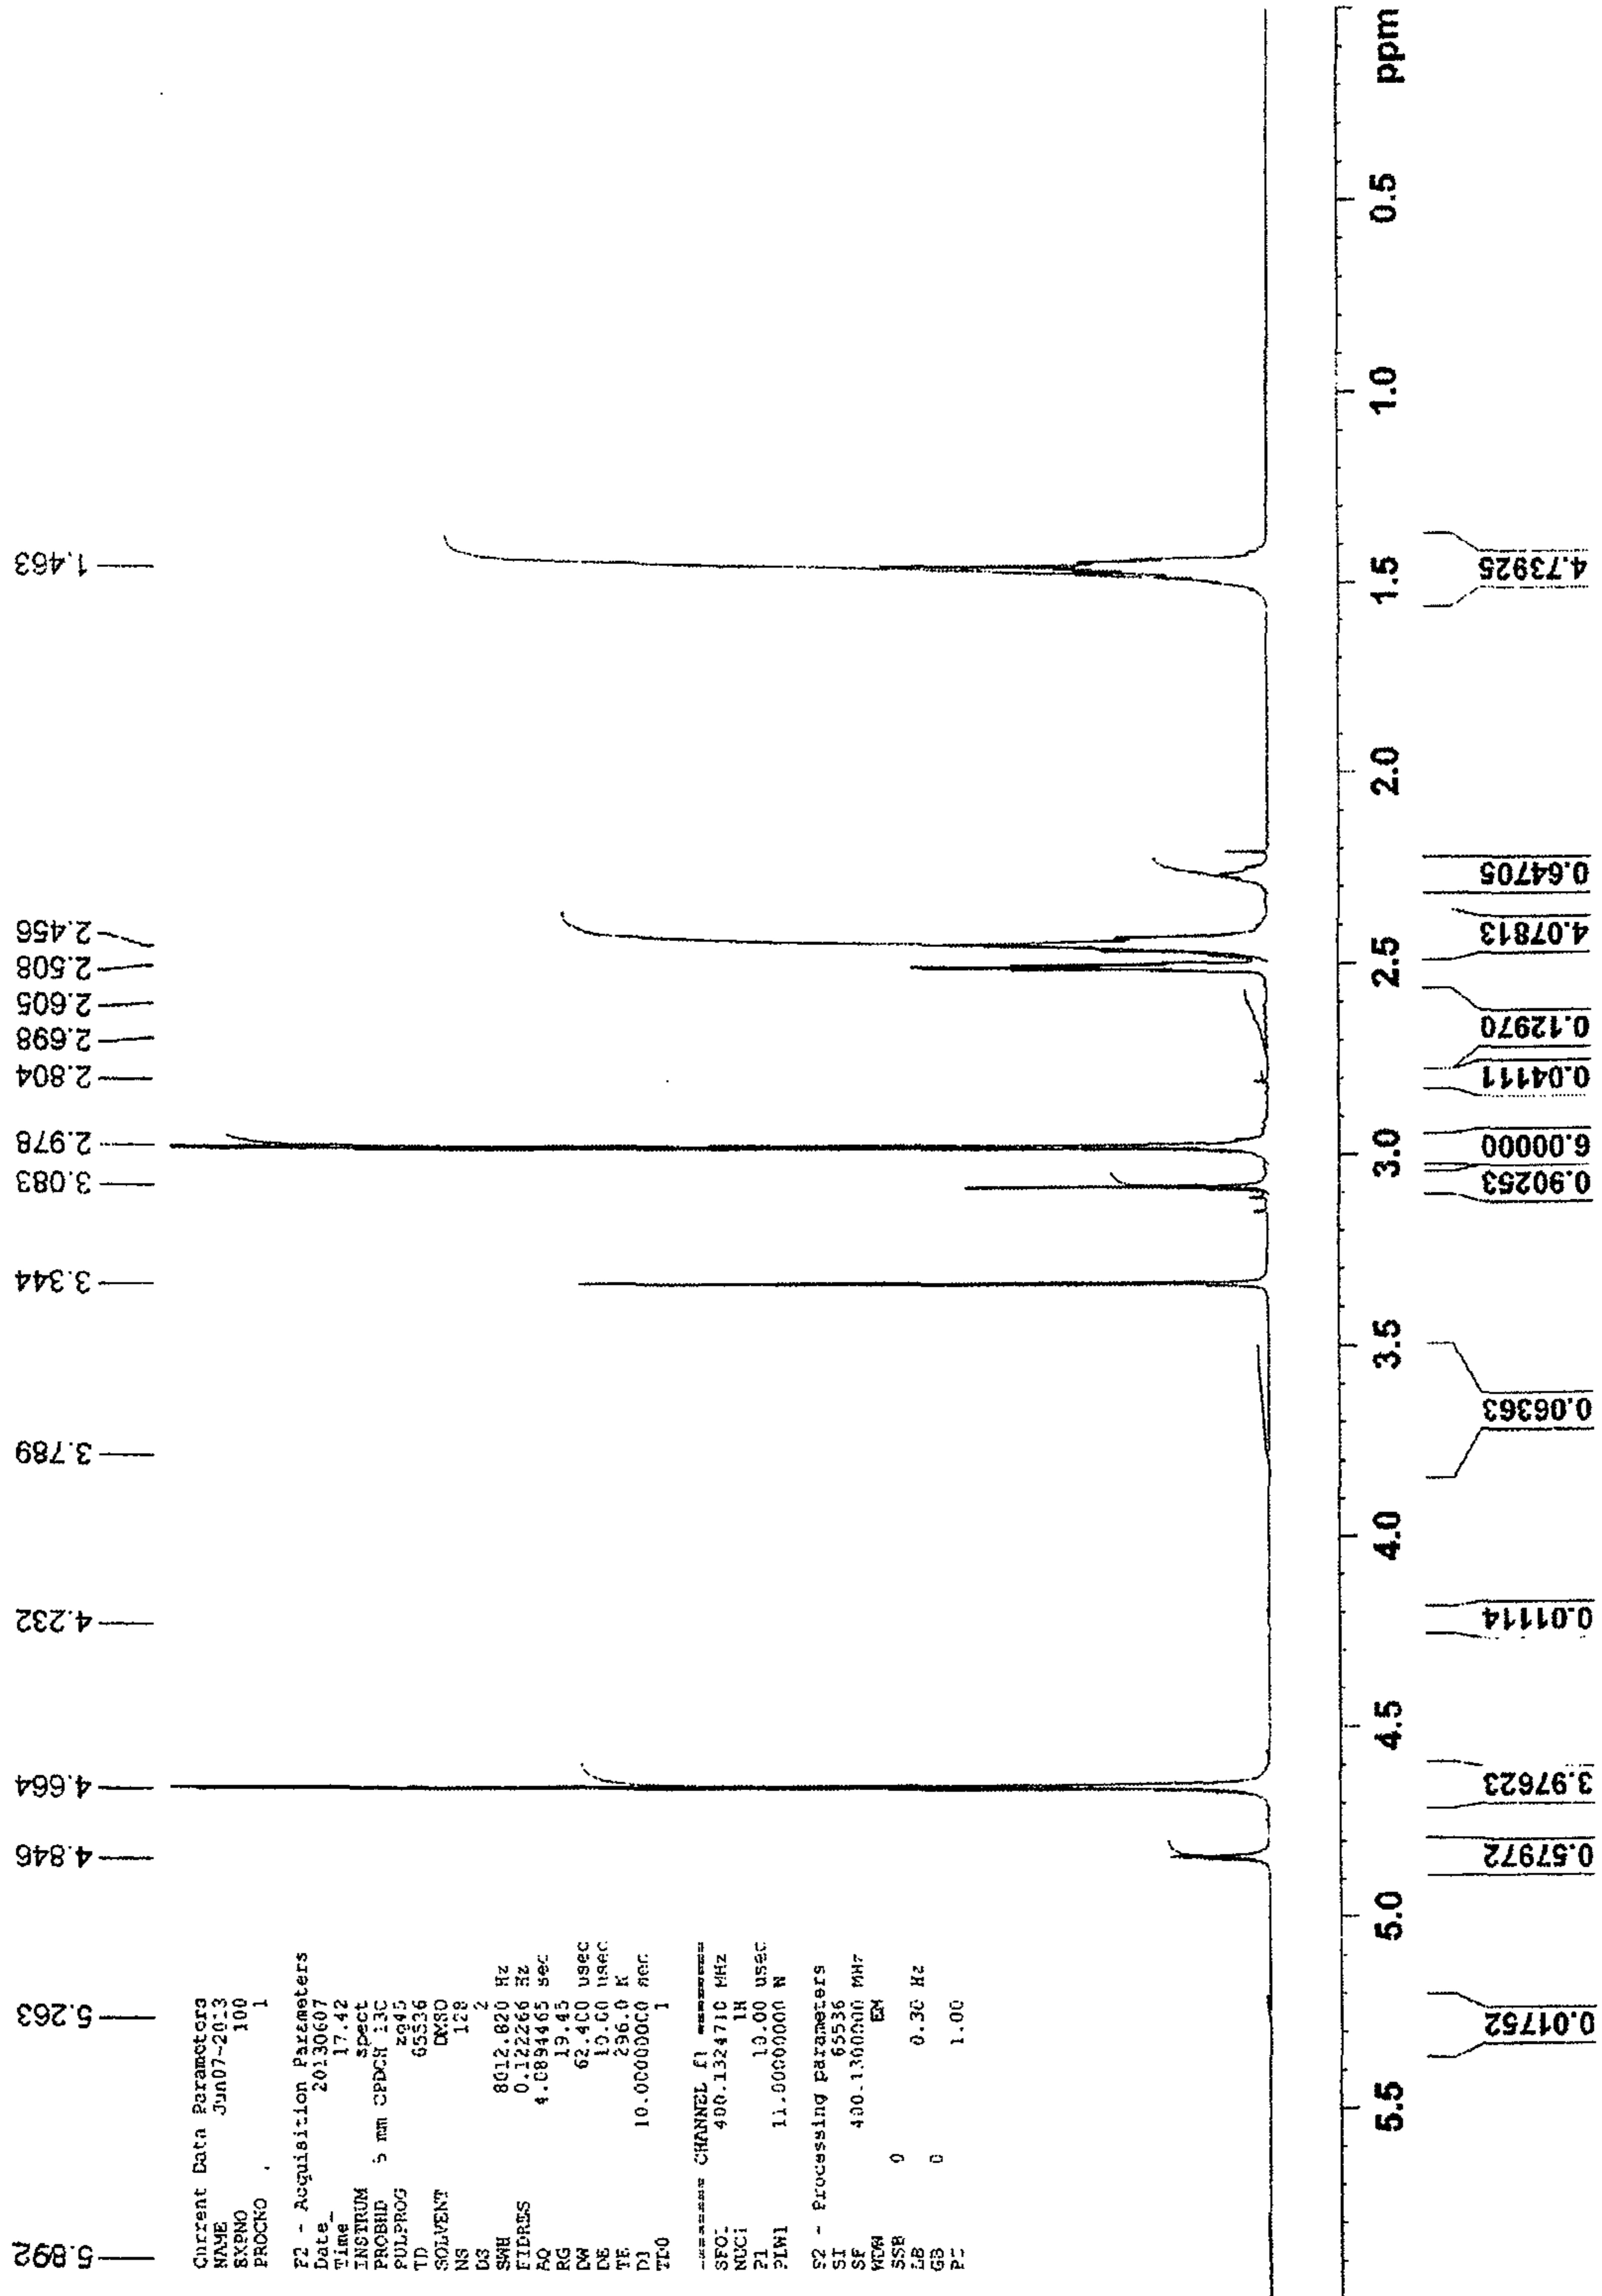 5.892
5.263
4.846
4.664
4.232
3.789
3.344
3.083
2.978
2.804
2.698
2.605
2.508
2.456
1.463
Current Data Parameters
NAME Jun07-2013
EXPNO 100
PROCNO 1
F2 - Acquisition Parameters
Date_ 20130607
Time 17.42
INSTRUM spect
PROBHD 5 mm CPDCH 13C
PULPROG zg45
TD 65536
SOLVENT DMSO
NS 128
DS 2
SWH 8012.820 Hz
FIDRES 0.122266 Hz
AQ 4.0894465 sec
RG 19.45
DW 62.400 usec
DE 10.00 usec
TE 296.0 K
D1 10.00000000 sec
TD0 1
======== CHANNEL f1 ========
SFO1 400.1324710 MHz
NUC1 1H
P1 10.00 usec
PLW1 11.00000000 W
F2 - Processing parameters
SI 65536
SF 400.1300000 MHz
WDW EM
SSB 0
LB 0.30 Hz
GB 0
PC 1.00
5.5
5.0
4.5
4.0
3.5
3.0
2.5
2.0
1.5
1.0
0.5
ppm
0.01752
0.57972
3.97623
0.01114
0.06363
0.90253
6.00000
0.04111
0.12970
4.07813
0.64705
4.73925